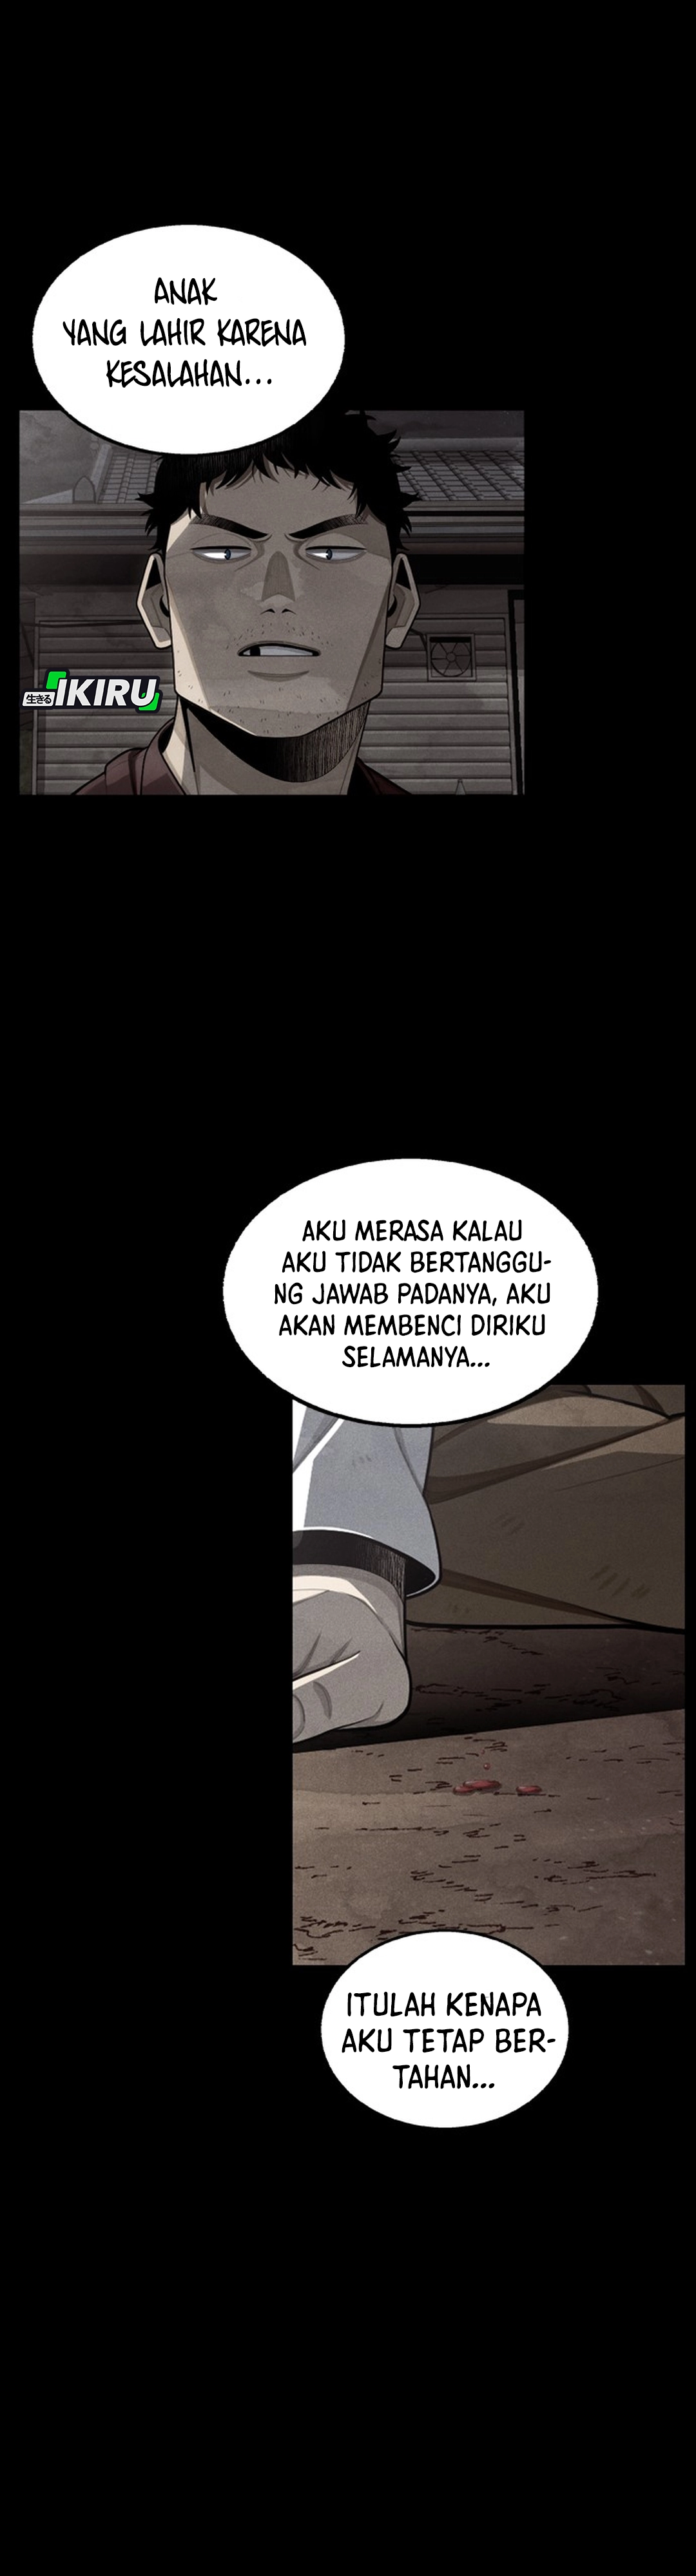 ANAK
YANG LAHIR KARENA
KESALAHAN...
生きる IKIRU
AKU MERASA KALAU
AKU TIDAK BERTANGGU-
NG JAWAB PADANYA, AKU
AKAN MEMBENCI DIRIKU
SELAMANYA...
ITULAH KENAPA
AKU TETAP BER-
TAHAN...